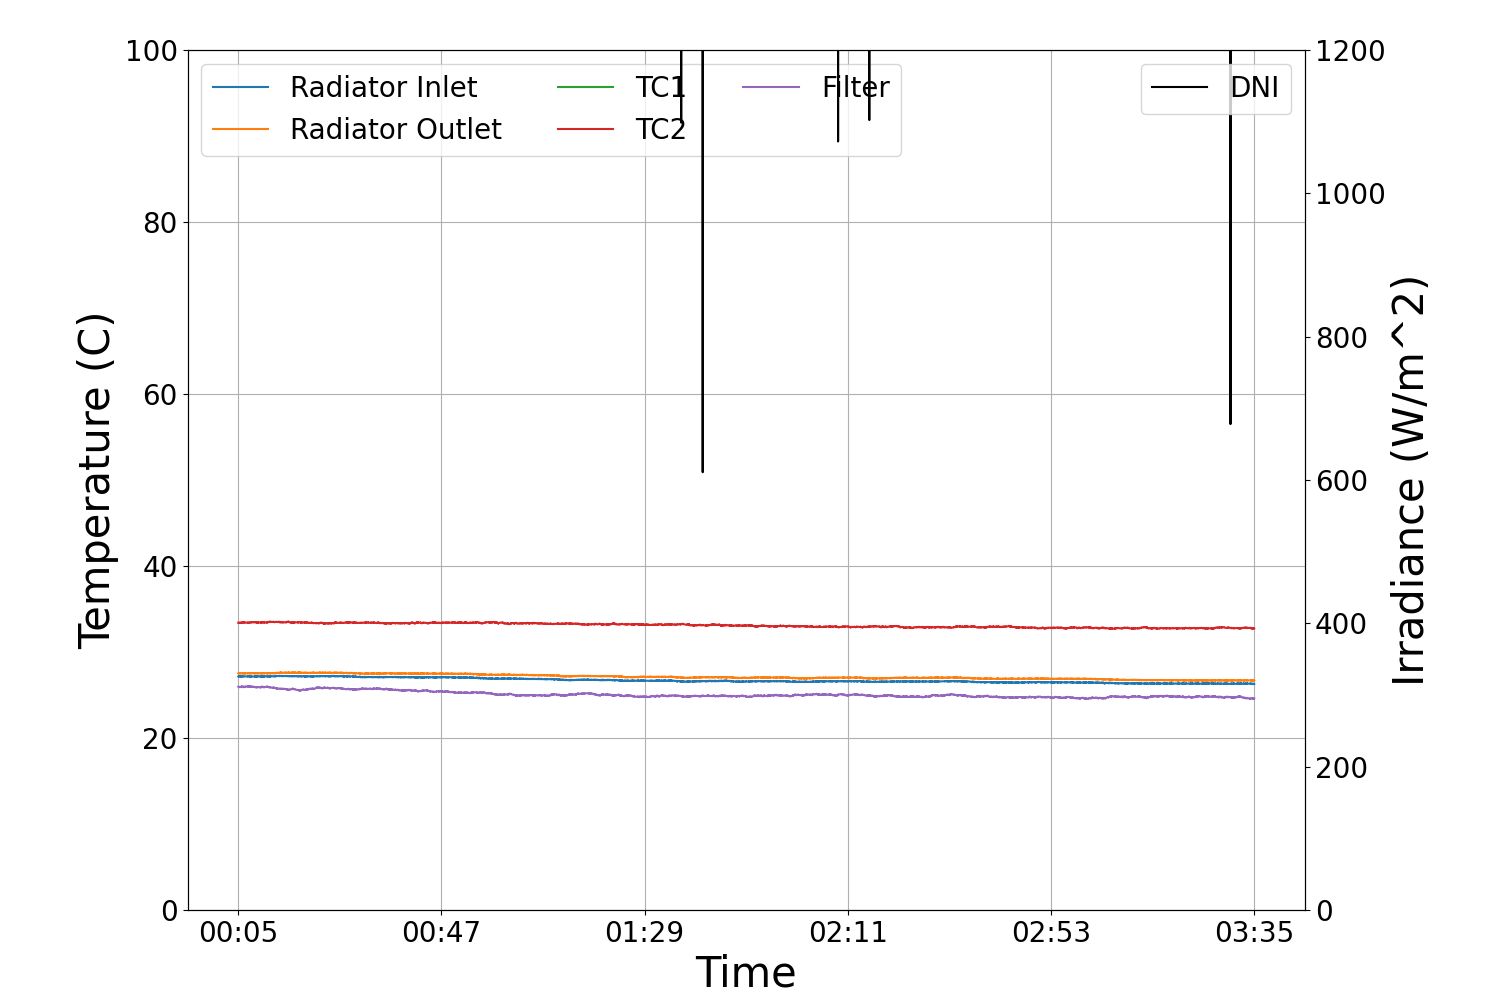 100
80
60
40
20
0
Temperature (C)
Radiator Inlet
Radiator Outlet
TC1
TC2
Filter
DNI
1200
1000
800
600
400
200
0
Irradiance (W/m^2)
00:05 00:47 01:29 02:11 02:53 03:35
Time